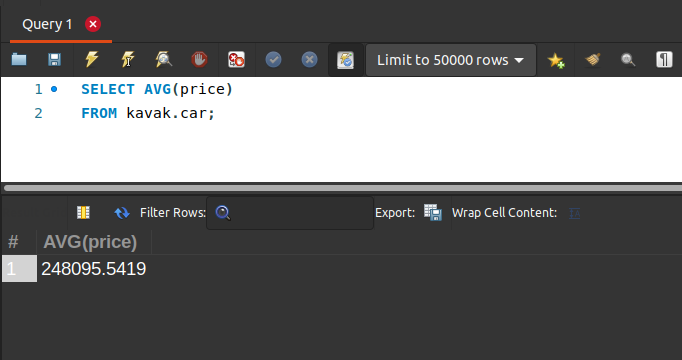 Query 1
Limit to 50000 rows
1 SELECT AVG(price)
2 FROM kavak.car;
Filter Rows: Export: Wrap Cell Content:
# AVG(price)
1 248095.5419